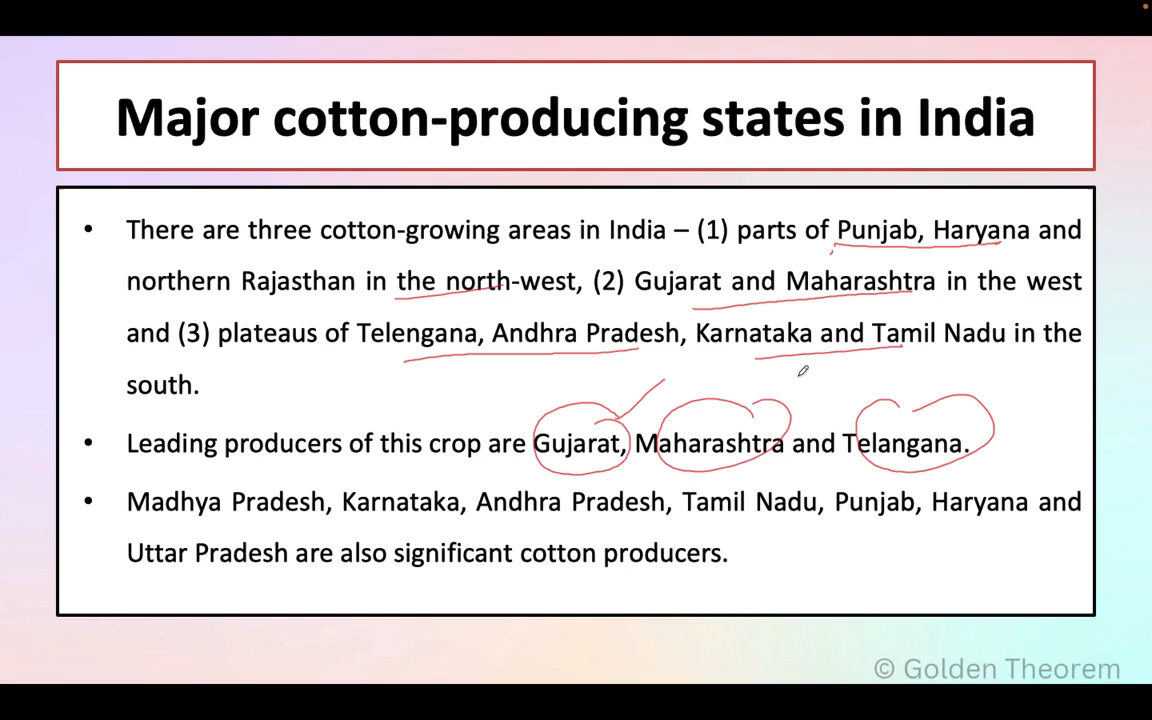 Major cotton-producing states in India
• There are three cotton-growing areas in India – (1) parts of Punjab, Haryana and
northern Rajasthan in the north-west, (2) Gujarat and Maharashtra in the west
and (3) plateaus of Telengana, Andhra Pradesh, Karnataka and Tamil Nadu in the
south.
• Leading producers of this crop are Gujarat, Maharashtra and Telangana.
• Madhya Pradesh, Karnataka, Andhra Pradesh, Tamil Nadu, Punjab, Haryana and
Uttar Pradesh are also significant cotton producers.
© Golden Theorem